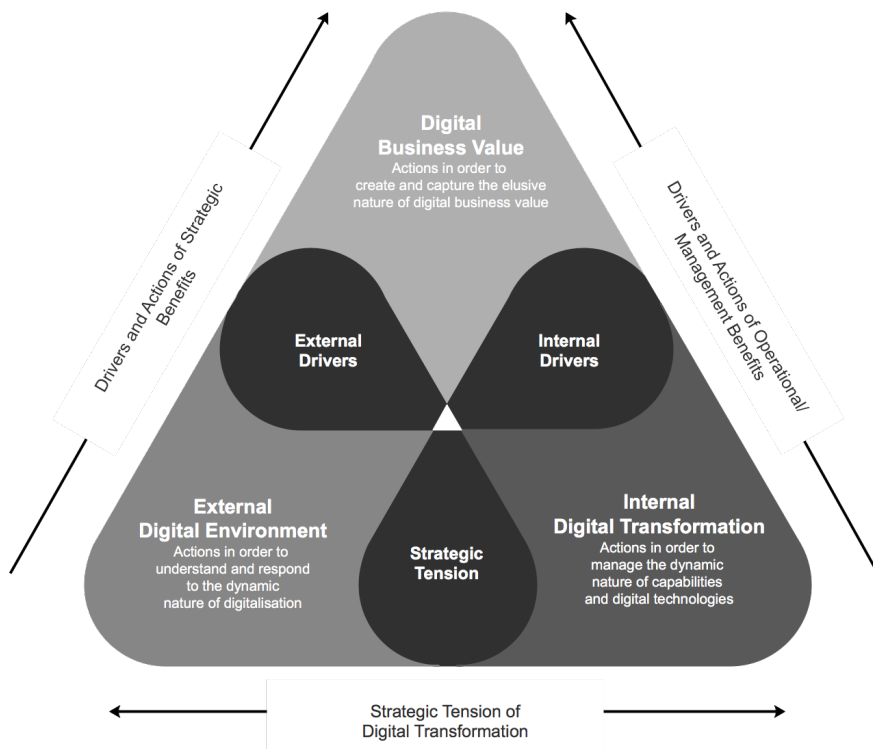 Digital
Business Value
Actions in order to
create and capture the elusive
nature of digital business value
Drivers and Actions of Strategic
Benefits
Drivers and Actions of Operational/
Management Benefits
External
Drivers
Internal
Drivers
External
Digital Environment
Actions in order to
understand and respond
to the dynamic
nature of digitalisation
Strategic
Tension
Internal
Digital Transformation
Actions in order to
manage the dynamic
nature of capabilities
and digital technologies
Strategic Tension of
Digital Transformation